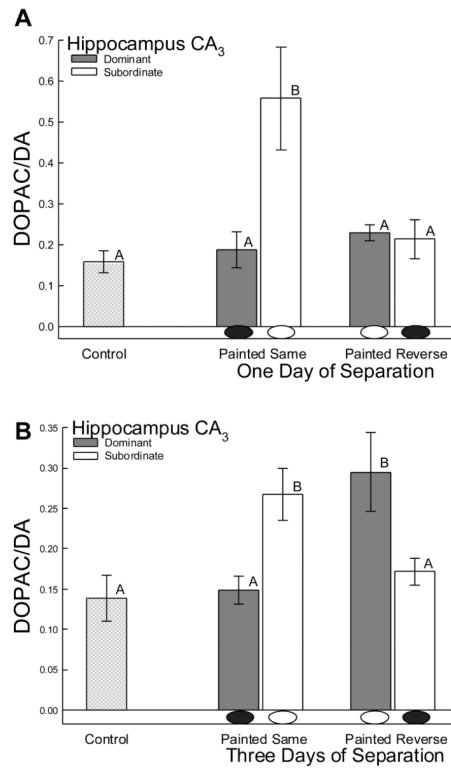 A
Hippocampus CA3
Dominant
Subordinate
DOPAC/DA
0.7
0.6
0.5
0.4
0.3
0.2
0.1
0.0
A
A
B
A
A
Control
Painted Same
Painted Reverse
One Day of Separation
B
Hippocampus CA3
Dominant
Subordinate
DOPAC/DA
0.35
0.30
0.25
0.20
0.15
0.10
0.05
0.00
A
A
B
B
A
Control
Painted Same
Painted Reverse
Three Days of Separation